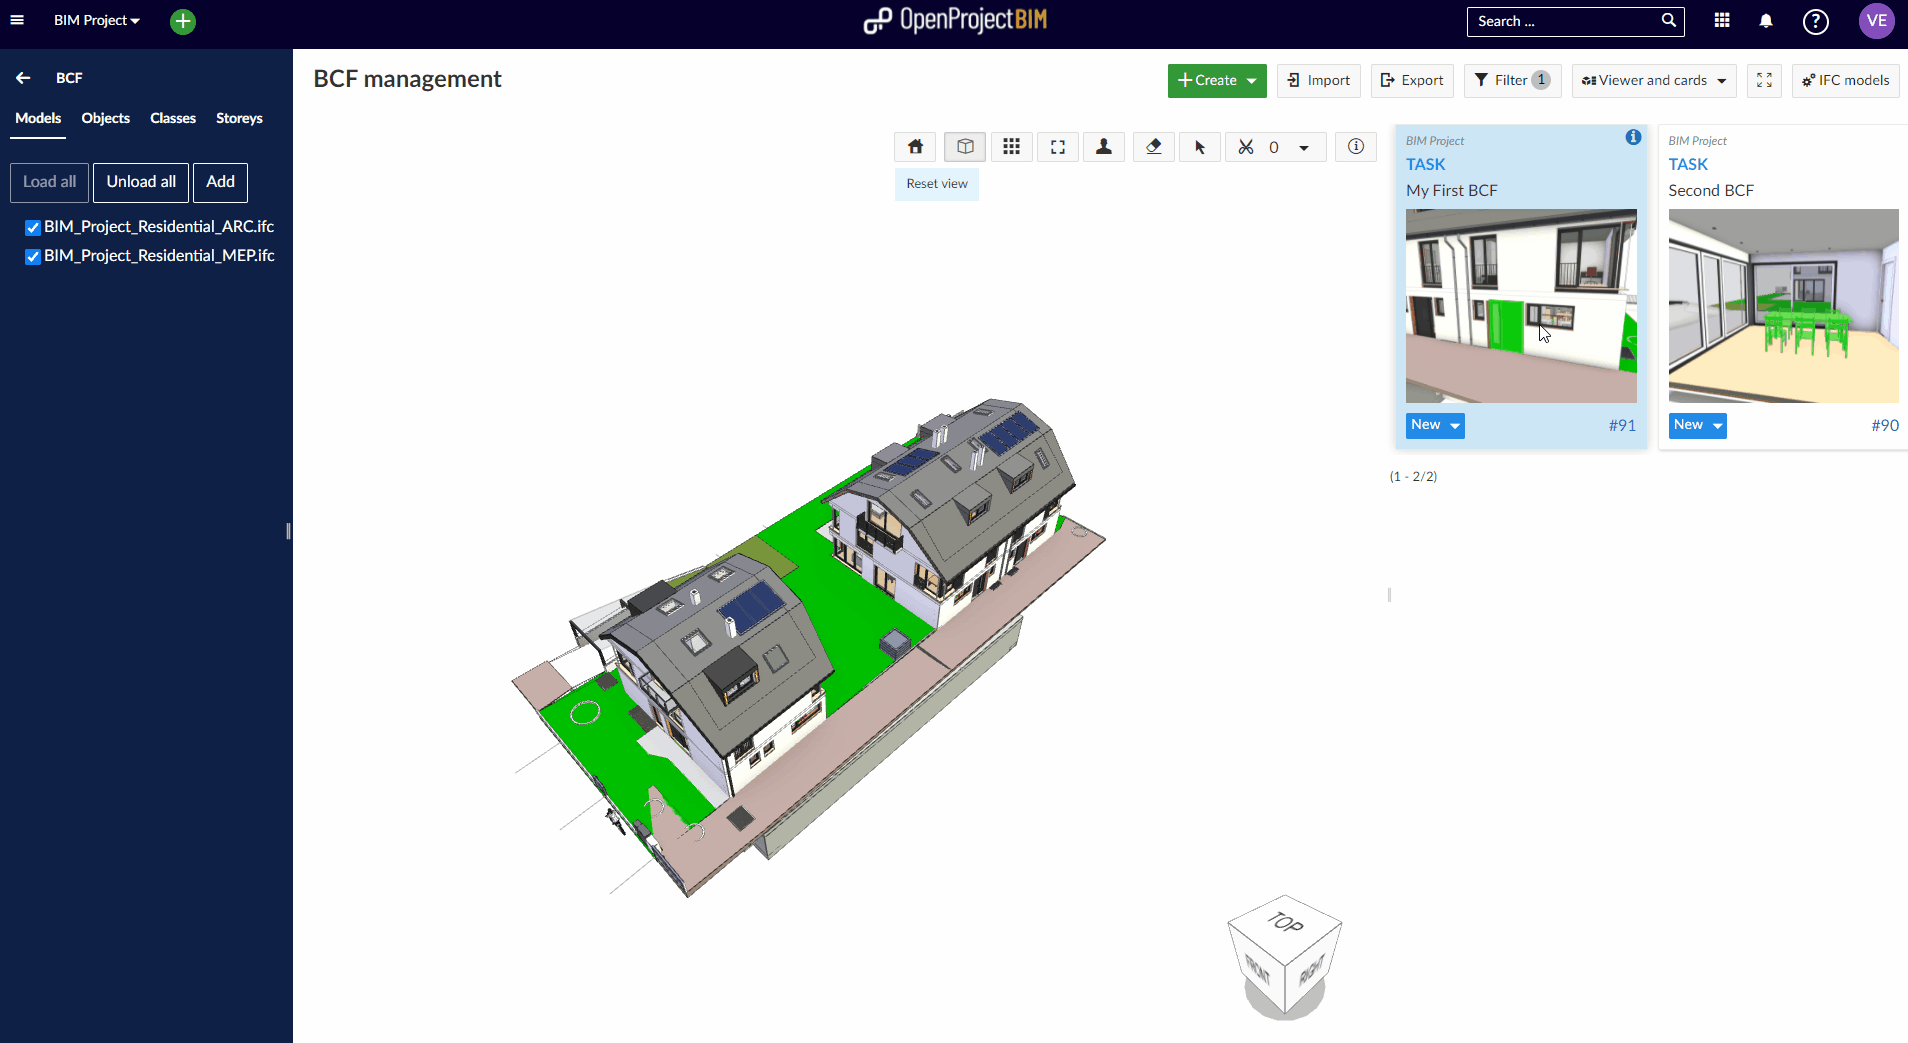 BIM Project
OpenProject BIM
Search ...
?
VE
BCF
Models Objects Classes Storeys
Load all Unload all Add
BIM_Project_Residential_ARC.ifc
BIM_Project_Residential_MEP.ifc
BCF management
+ Create
Import
Export
Filter 1
Viewer and cards
IFC models
0
Reset view
BIM Project
TASK
My First BCF
New
#91
BIM Project
TASK
Second BCF
New
#90
(1 - 2/2)
TOP
FRONT
RIGHT